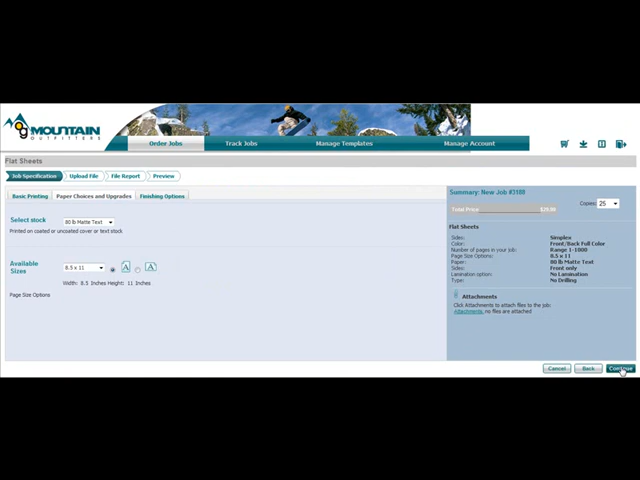 MOUNTAIN
OUTFITTERS
Order Jobs Track Jobs Manage Templates Manage Account
Flat Sheets
Job Specification Upload File File Report Preview
Basic Printing Paper Choices and Upgrades Finishing Options
Select stock 80 lb Matte Text
Printed on coated or uncoated cover or text stock
Available Sizes 8.5 x 11
Width: 8.5 Inches Height: 11 Inches
Page Size Options
Summary: New Job #3188
Total Price Copies: 25
Flat Sheets
Sides: Simplex
Color: Front/Back Full Color
Number of pages in your job: Range 1-1000
Page Size Options: 8.5 x 11
Paper: 80 lb Matte Text
Sides: Front only
Lamination option: No Lamination
Type: No Drilling
Attachments
Click Attachments to attach files to the job:
Attachments, no files are attached
Cancel Back Continue